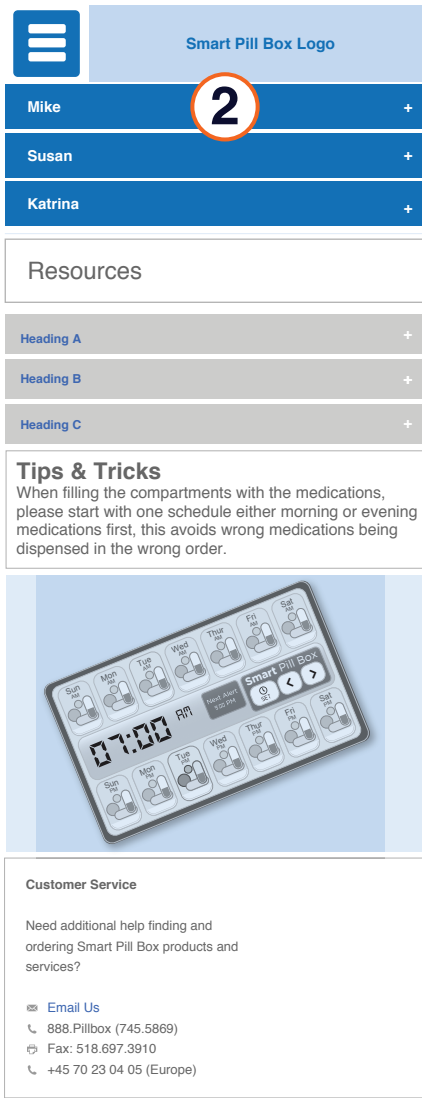 Smart Pill Box Logo
2
Mike +
Susan +
Katrina +
Resources
Heading A +
Heading B +
Heading C +
Tips & Tricks
When filling the compartments with the medications,
please start with one schedule either morning or evening
medications first, this avoids wrong medications being
dispensed in the wrong order.
Sun AM
Mon AM
Tue AM
Wed AM
Thur AM
Fri AM
Sat AM
07:00 AM
Next Alert
5:00 PM
Smart Pill Box
SET
Sun PM
Mon PM
Tue PM
Wed PM
Thur PM
Fri PM
Sat PM
Customer Service
Need additional help finding and
ordering Smart Pill Box products and
services?
Email Us
888.Pillbox (745.5869)
Fax: 518.697.3910
+45 70 23 04 05 (Europe)